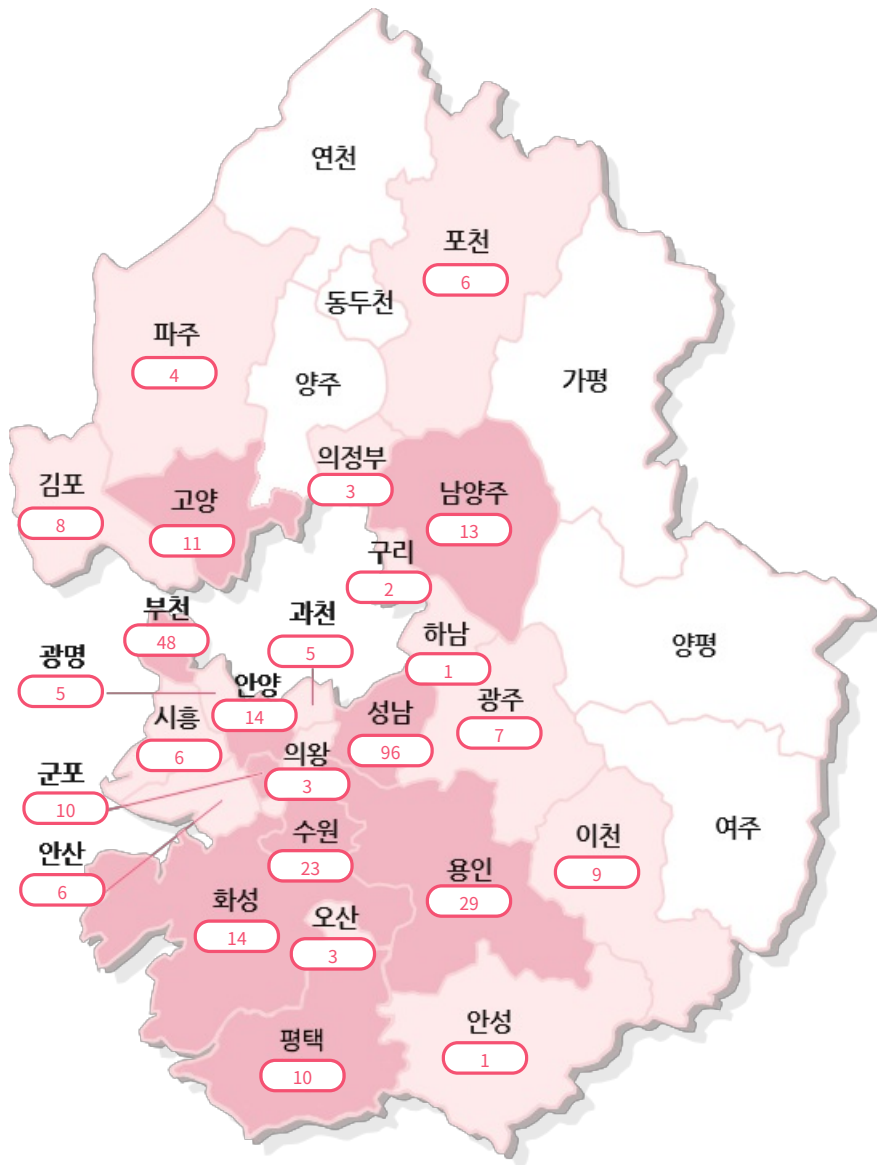 연천
포천
6
동두천
파주
4
양주
가평
의정부
3
김포
8
고양
11
남양주
13
구리
2
부천
48
과천
5
하남
1
양평
광명
5
안양
14
시흥
6
성남
96
광주
7
의왕
3
군포
10
수원
23
이천
9
여주
안산
6
용인
29
화성
14
오산
3
안성
1
평택
10